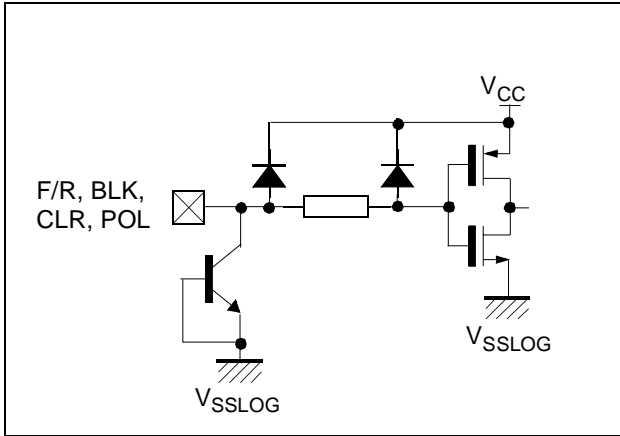 V_CC
F/R, BLK,
CLR, POL
V_SSLOG
V_SSLOG